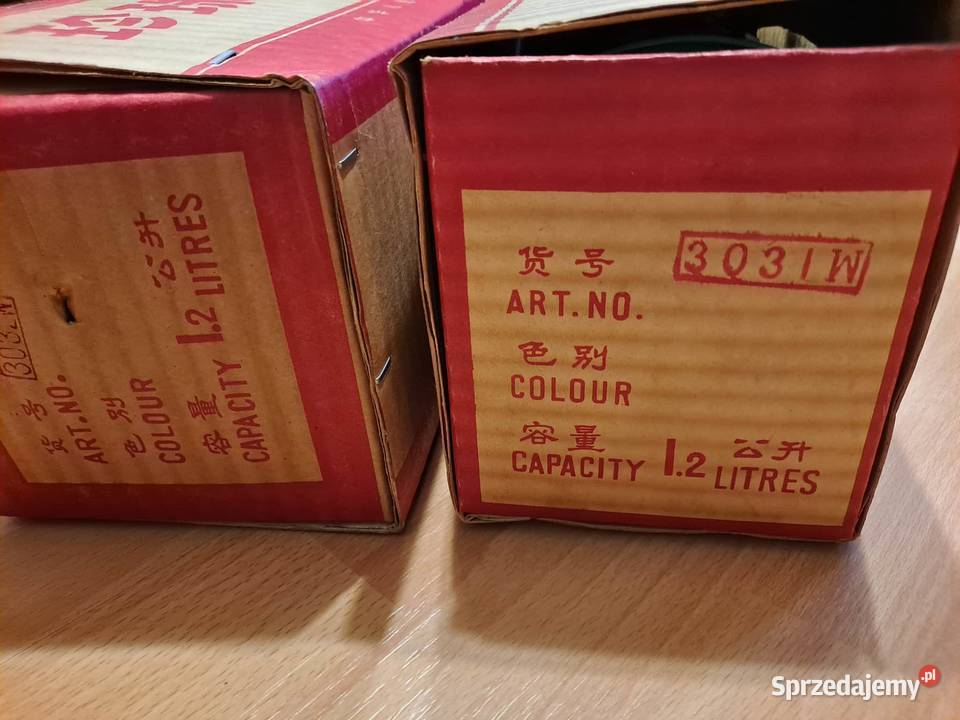 货号 3031W
ART.NO.
色别
COLOUR
容量 公升
CAPACITY 1.2 LITRES
货号
ART.NO.
色别
COLOUR
容量 公升
CAPACITY 1.2 LITRES
Sprzedajemy.pl